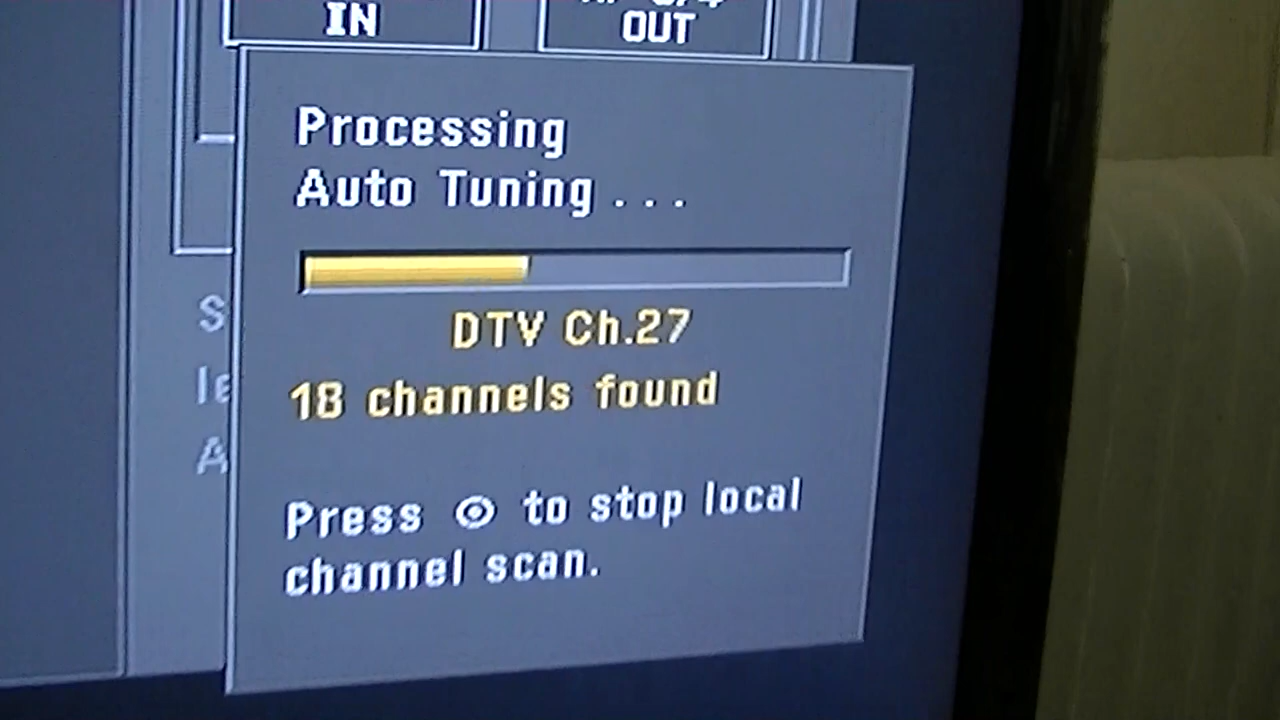 IN
OUT
Processing
Auto Tuning...
DTV Ch.27
18 channels found
Press to stop local
channel scan.